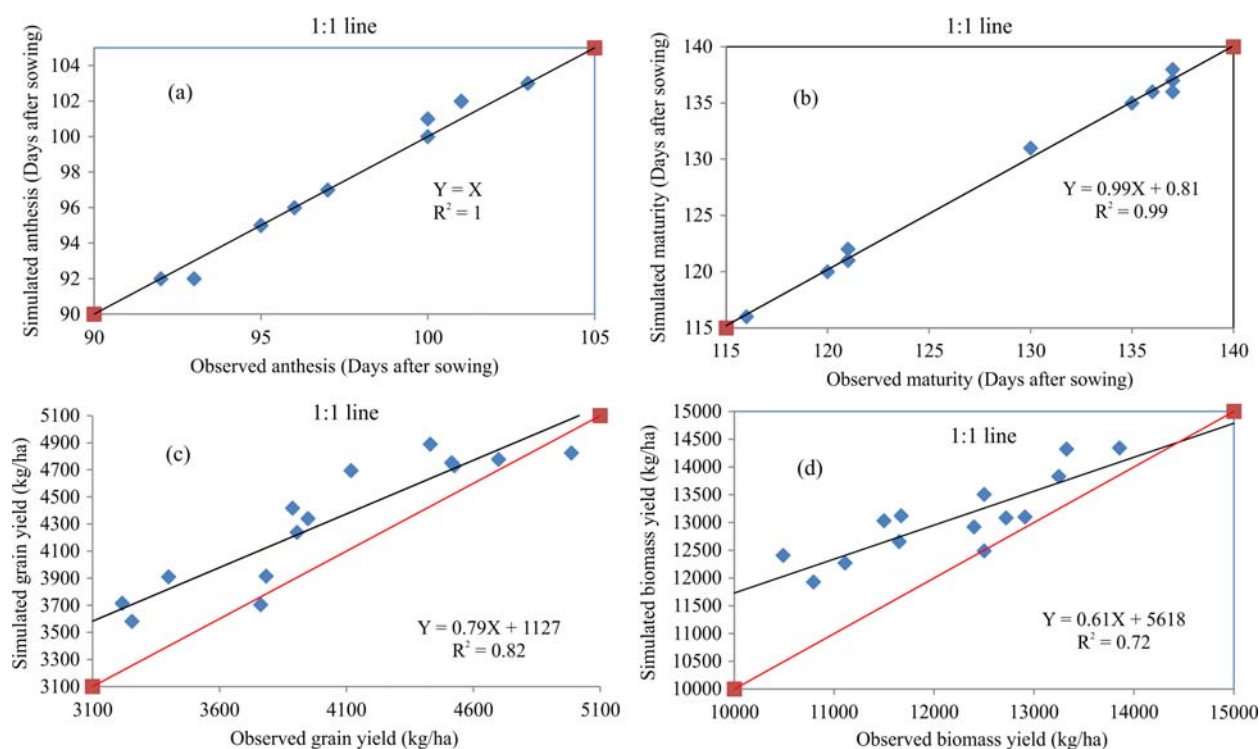 1:1 line
Simulated anthesis (Days after sowing)
104
102
100
98
96
94
92
90
(a)
Y = X
R² = 1
90
95
100
105
Observed anthesis (Days after sowing)
1:1 line
Simulated maturity (Days after sowing)
140
135
130
125
120
115
(b)
Y = 0.99X + 0.81
R² = 0.99
115
120
125
130
135
140
Observed maturity (Days after sowing)
1:1 line
Simulated grain yield (kg/ha)
5100
4900
4700
4500
4300
4100
3900
3700
3500
3300
3100
(c)
Y = 0.79X + 1127
R² = 0.82
3100
3600
4100
4600
5100
Observed grain yield (kg/ha)
1:1 line
Simulated biomass yield (kg/ha)
15000
14500
14000
13500
13000
12500
12000
11500
11000
10500
10000
(d)
Y = 0.61X + 5618
R² = 0.72
10000
11000
12000
13000
14000
15000
Observed biomass yield (kg/ha)